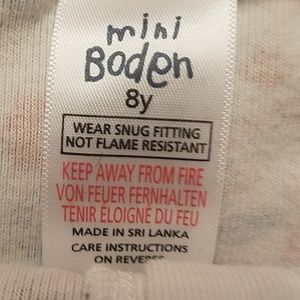 mini
Boden
8y
WEAR SNUG FITTING
NOT FLAME RESISTANT
KEEP AWAY FROM FIRE
VON FEUER FERNHALTEN
TENIR ELOIGNÉ DU FEU
MADE IN SRI LANKA
CARE INSTRUCTIONS
ON REVERSE